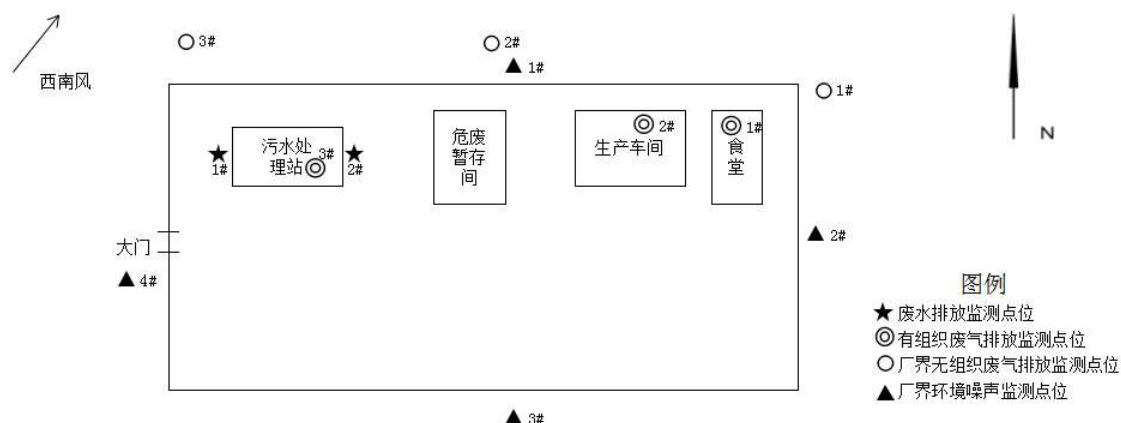 3#
2#
1#
1#
西南风
N
污水处
理站
3#
1#
2#
危废
暂存
间
2#
生产车间
1#
食
堂
大门
4#
2#
3#
图例
废水排放监测点位
有组织废气排放监测点位
厂界无组织废气排放监测点位
厂界环境噪声监测点位